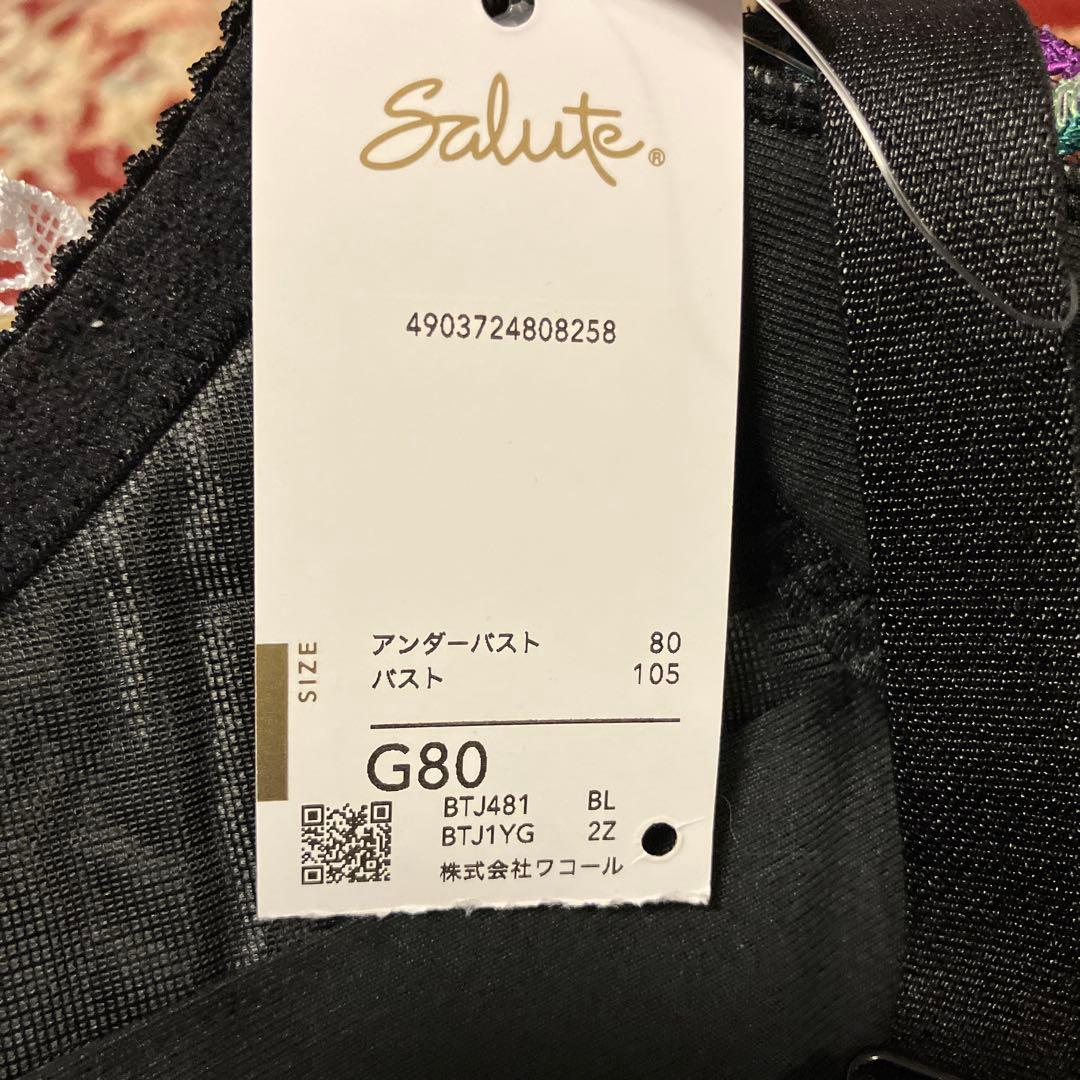 Salute®
4903724808258
SIZE
アンダーバスト 80
バスト 105
G80
BTJ481 BL
BTJ1YG 2Z
株式会社ワコール